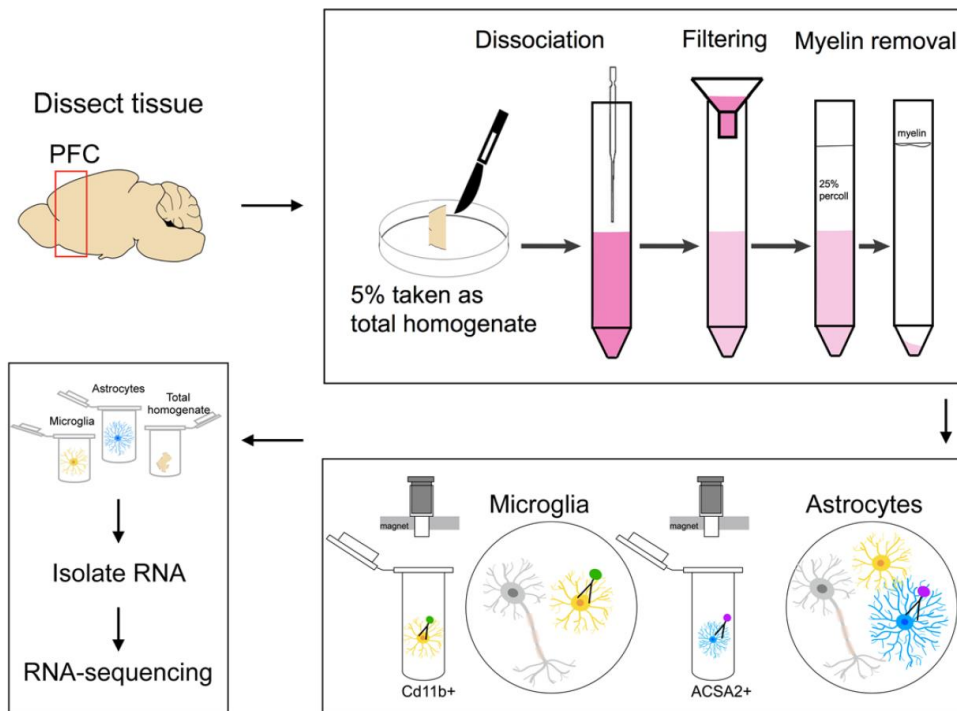 Dissect tissue
PFC
Dissociation
Filtering
Myelin removal
5% taken as
total homogenate
25%
percoll
myelin
Microglia
magnet
Cd11b+
Astrocytes
magnet
ACSA2+
Astrocytes
Microglia
Total
homogenate
Isolate RNA
RNA-sequencing